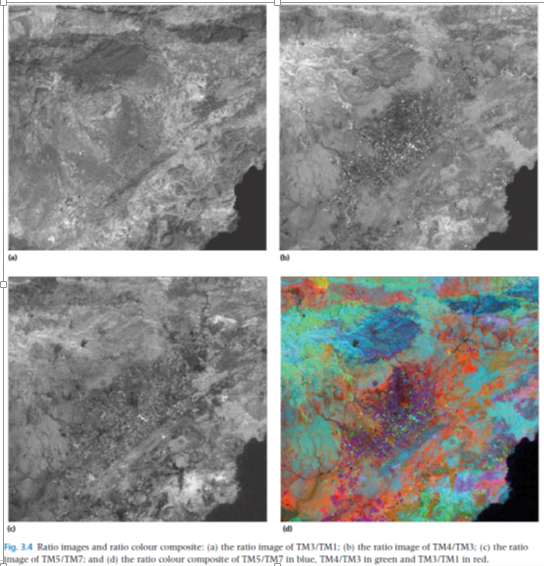 (a)
(b)
(c)
(d)
Fig. 3.4 Ratio images and ratio colour composite: (a) the ratio image of TM3/TM1; (b) the ratio image of TM4/TM3; (c) the ratio
image of TM5/TM7; and (d) the ratio colour composite of TM5/TM7 in blue, TM4/TM3 in green and TM3/TM1 in red.